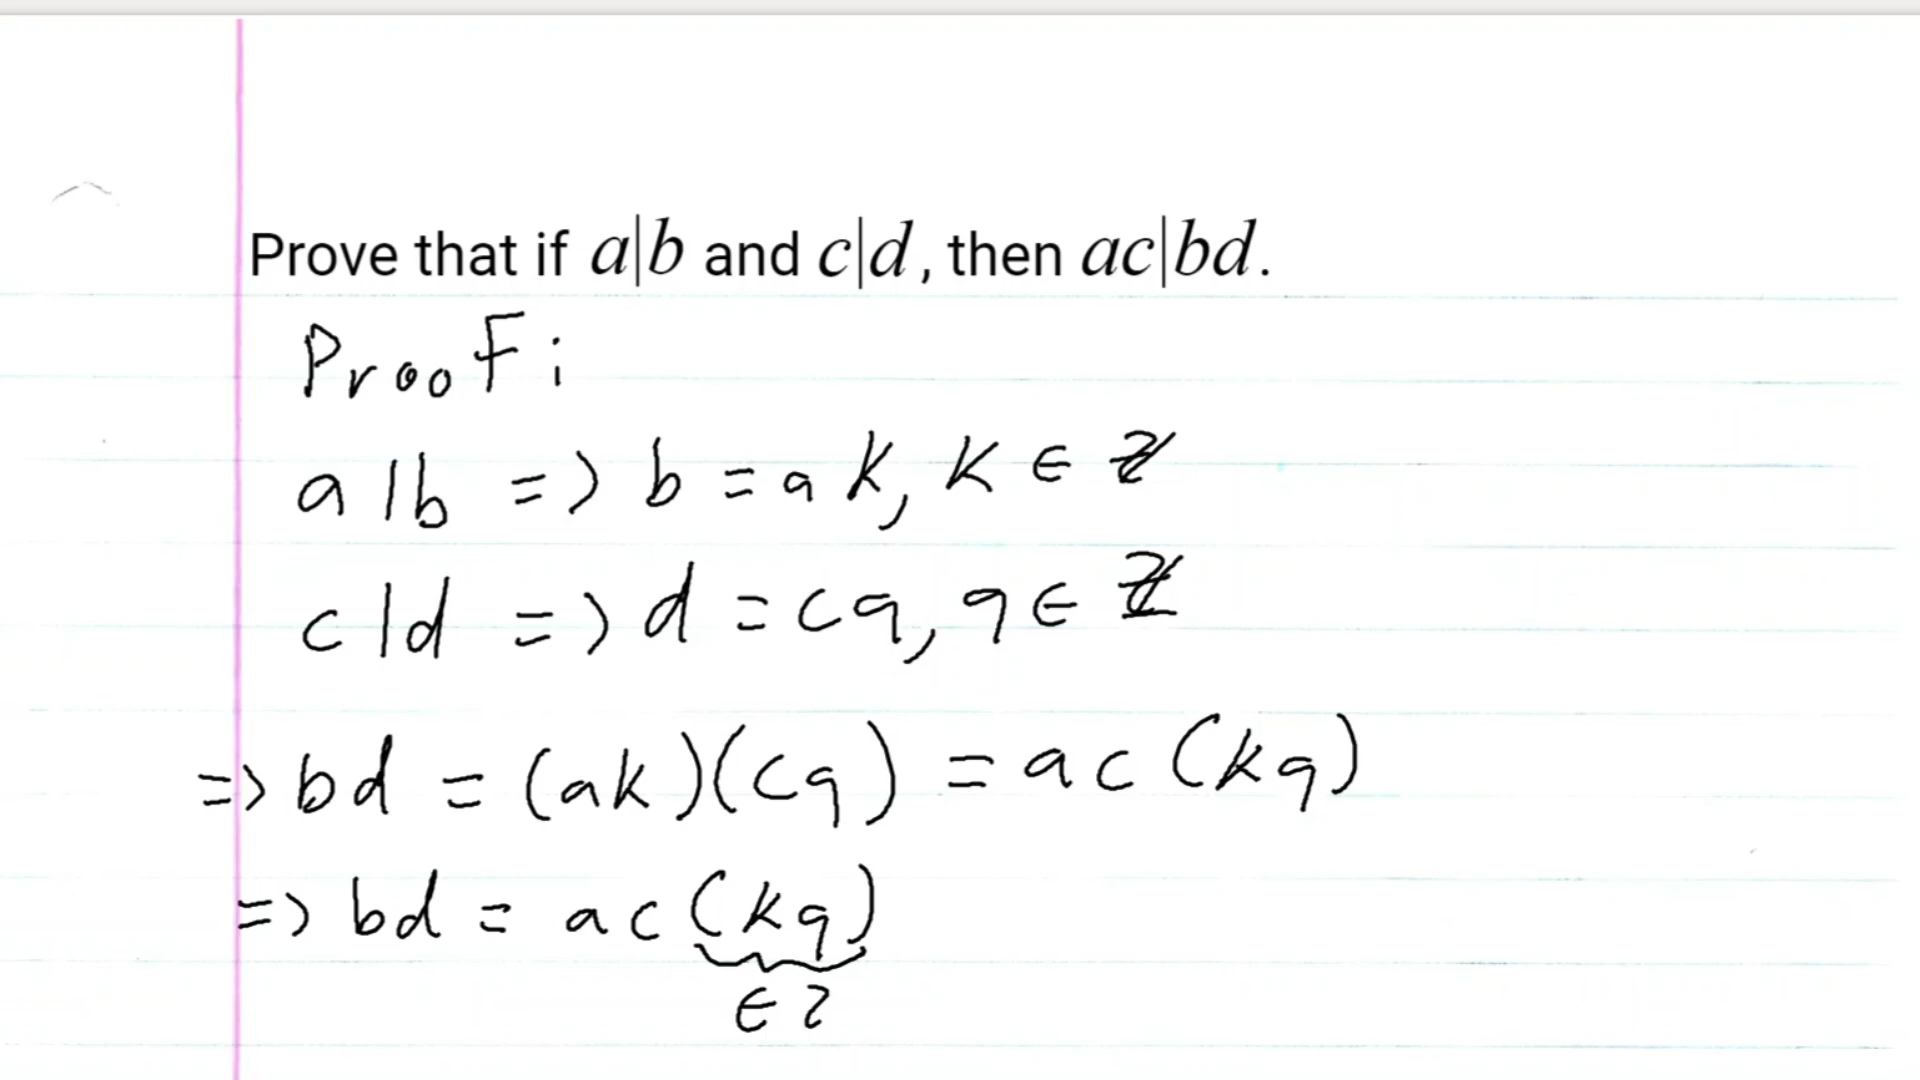 Prove that if a|b and c|d, then ac|bd.
Proof:
a|b => b = ak, k ∈ ℤ
c|d => d = cq, q ∈ ℤ
=> bd = (ak)(cq) = ac(kq)
=> bd = ac(kq)
∈ ℤ